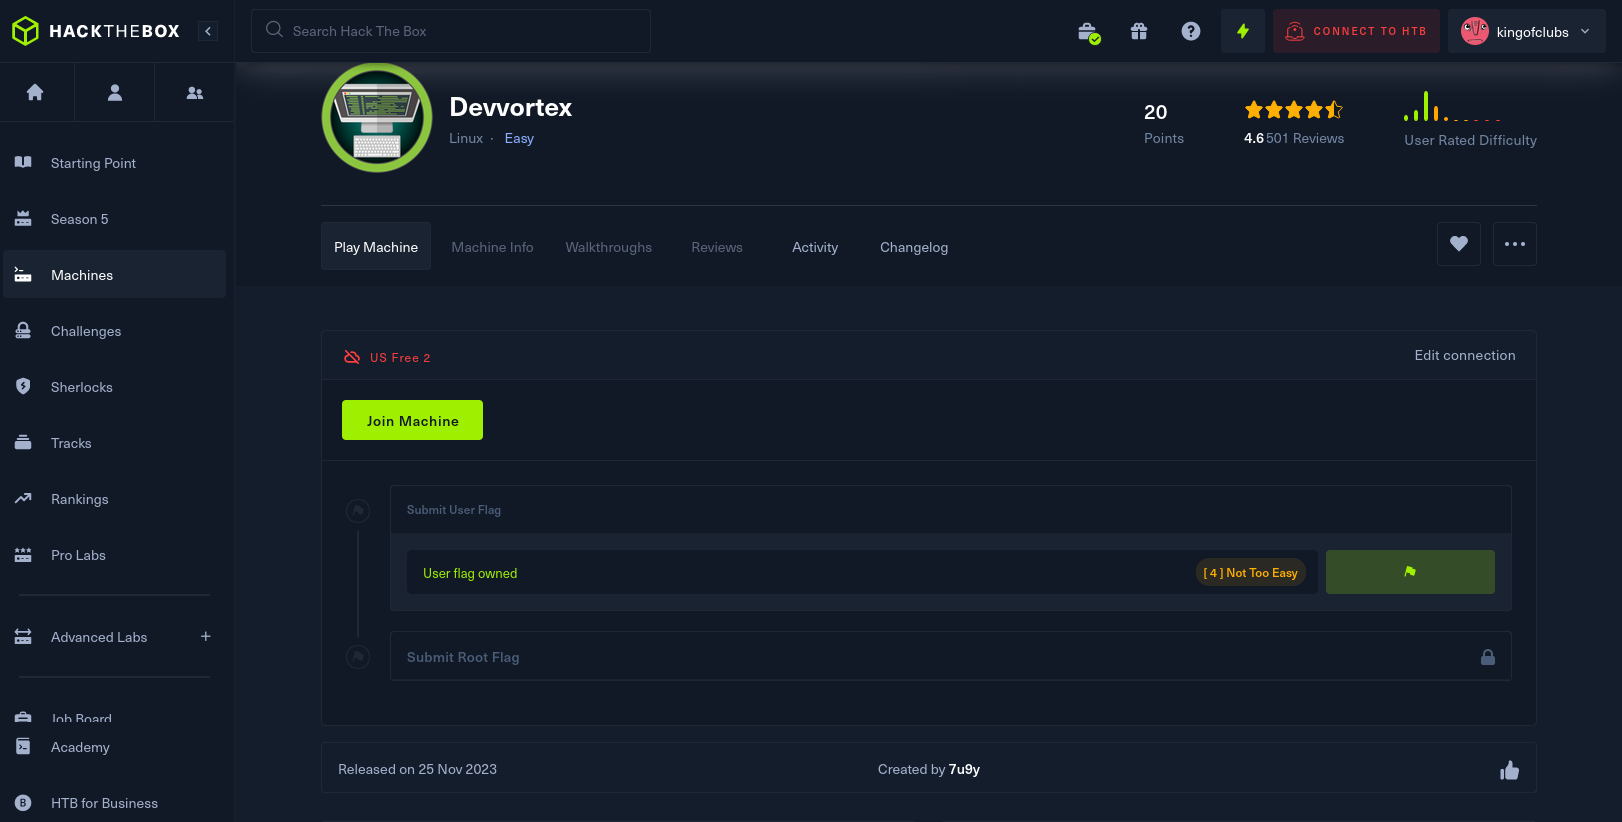 HACKTHEBOX
Search Hack The Box
CONNECT TO HTB
kingofclubs
Starting Point
Season 5
Machines
Challenges
Sherlocks
Tracks
Rankings
Pro Labs
Advanced Labs
Job Board
Academy
B
HTB for Business
Devvortex
Linux · Easy
20
Points
4.6 501 Reviews
User Rated Difficulty
Play Machine
Machine Info
Walkthroughs
Reviews
Activity
Changelog
US Free 2
Edit connection
Join Machine
Submit User Flag
User flag owned
[ 4 ] Not Too Easy
Submit Root Flag
Released on 25 Nov 2023
Created by 7u9y